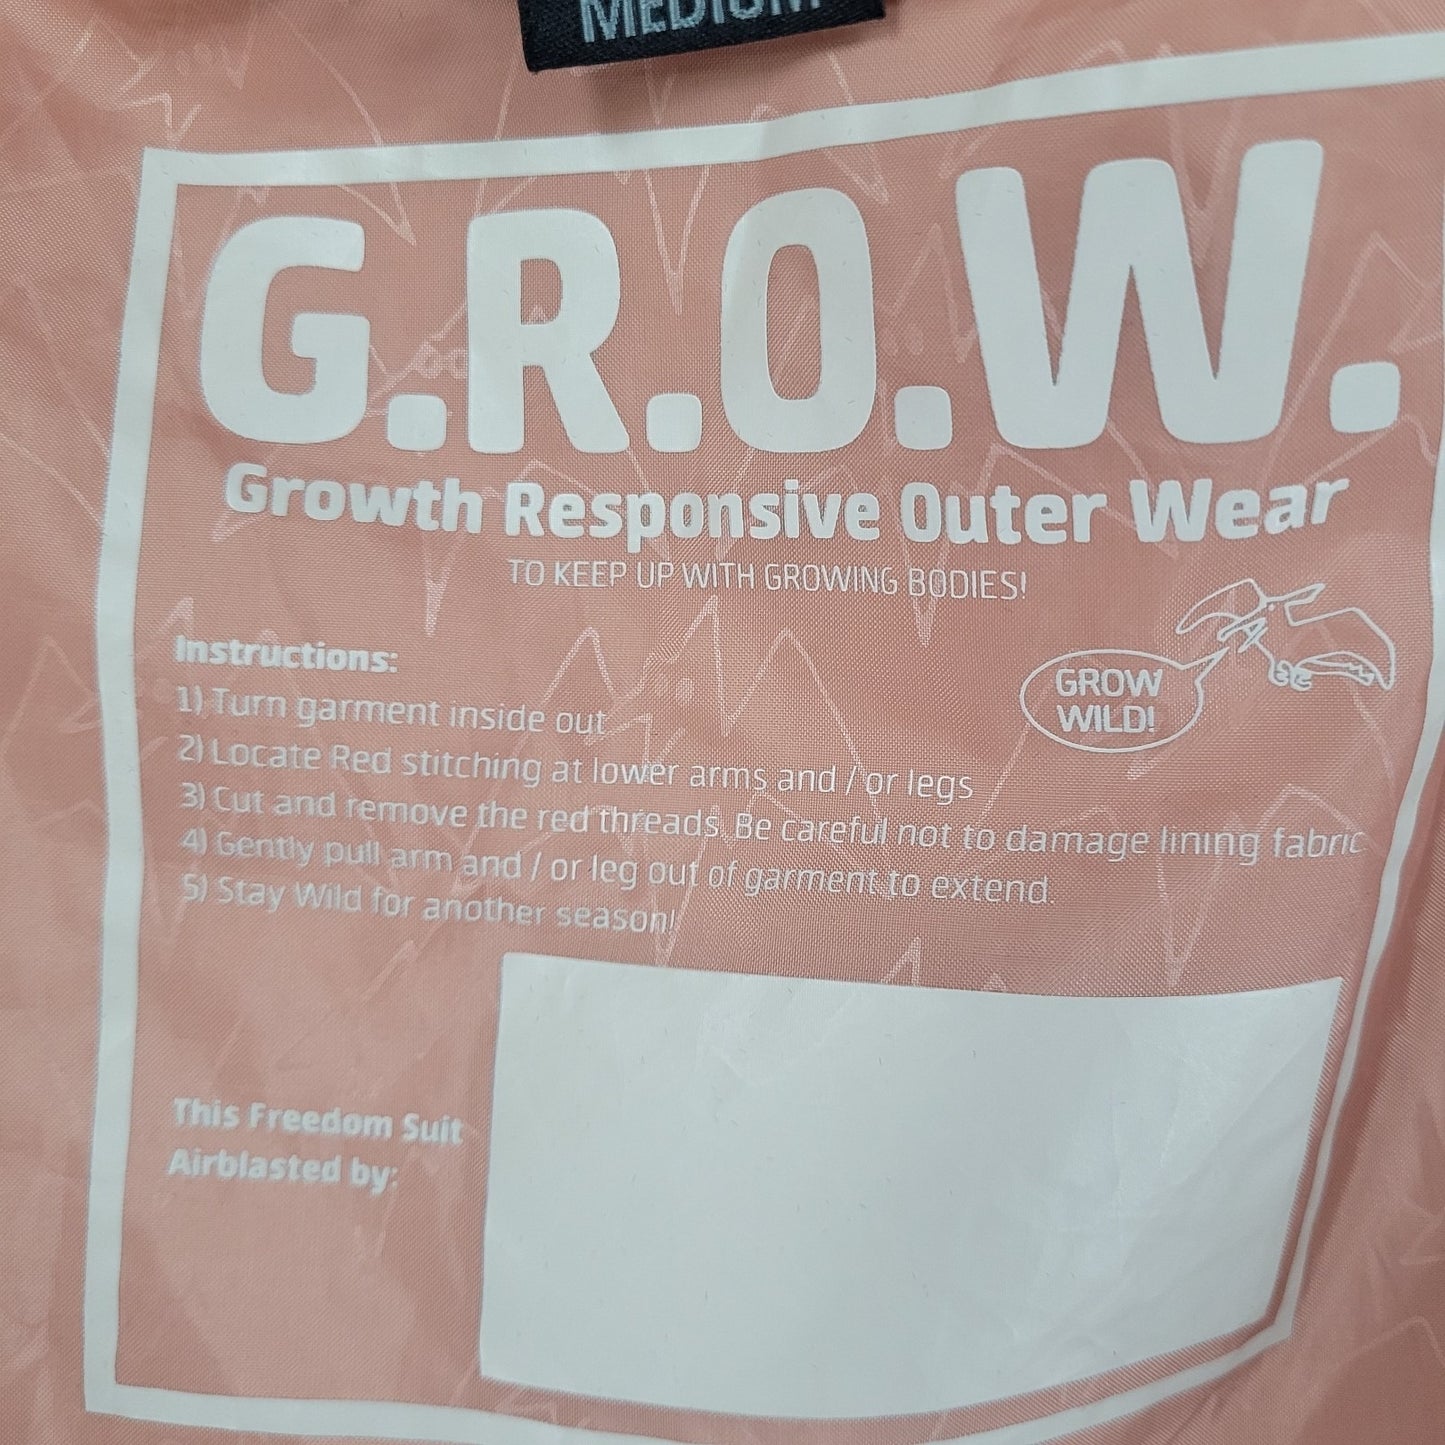 MEDIUM
G.R.O.W.
Growth Responsive Outer Wear
TO KEEP UP WITH GROWING BODIES!
GROW
WILD!
Instructions:
1) Turn garment inside out
2) Locate Red stitching at lower arms and / or legs
3) Cut and remove the red threads. Be careful not to damage lining fabric
4) Gently pull arm and / or leg out of garment to extend.
5) Stay Wild for another season!
This Freedom Suit
Airblasted by: